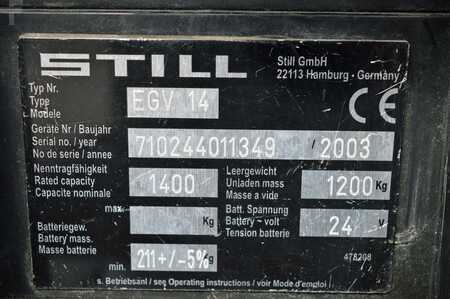 STILL
Still GmbH
22113 Hamburg - Germany
Typ Nr.
Type
Modele
EGV 14
CE
Geräte Nr / Baujahr
Serial no. / year
No de serie / annee
710244011349 / 2003
Nenntragfähigkeit
Rated capacity
Capacite nominale
1400
Leergewicht
Unladen mass
Masse a vide
1200 Kg
max.
Kg
Batteriegew.
Battery mass.
Masse batterie
min.
211+/-5% Kg
Batt. Spannung
Battery - volt
Tension batterie
24 v
478208
s. Betriebsanl / see Operating instructions / voir Mode d'emploi